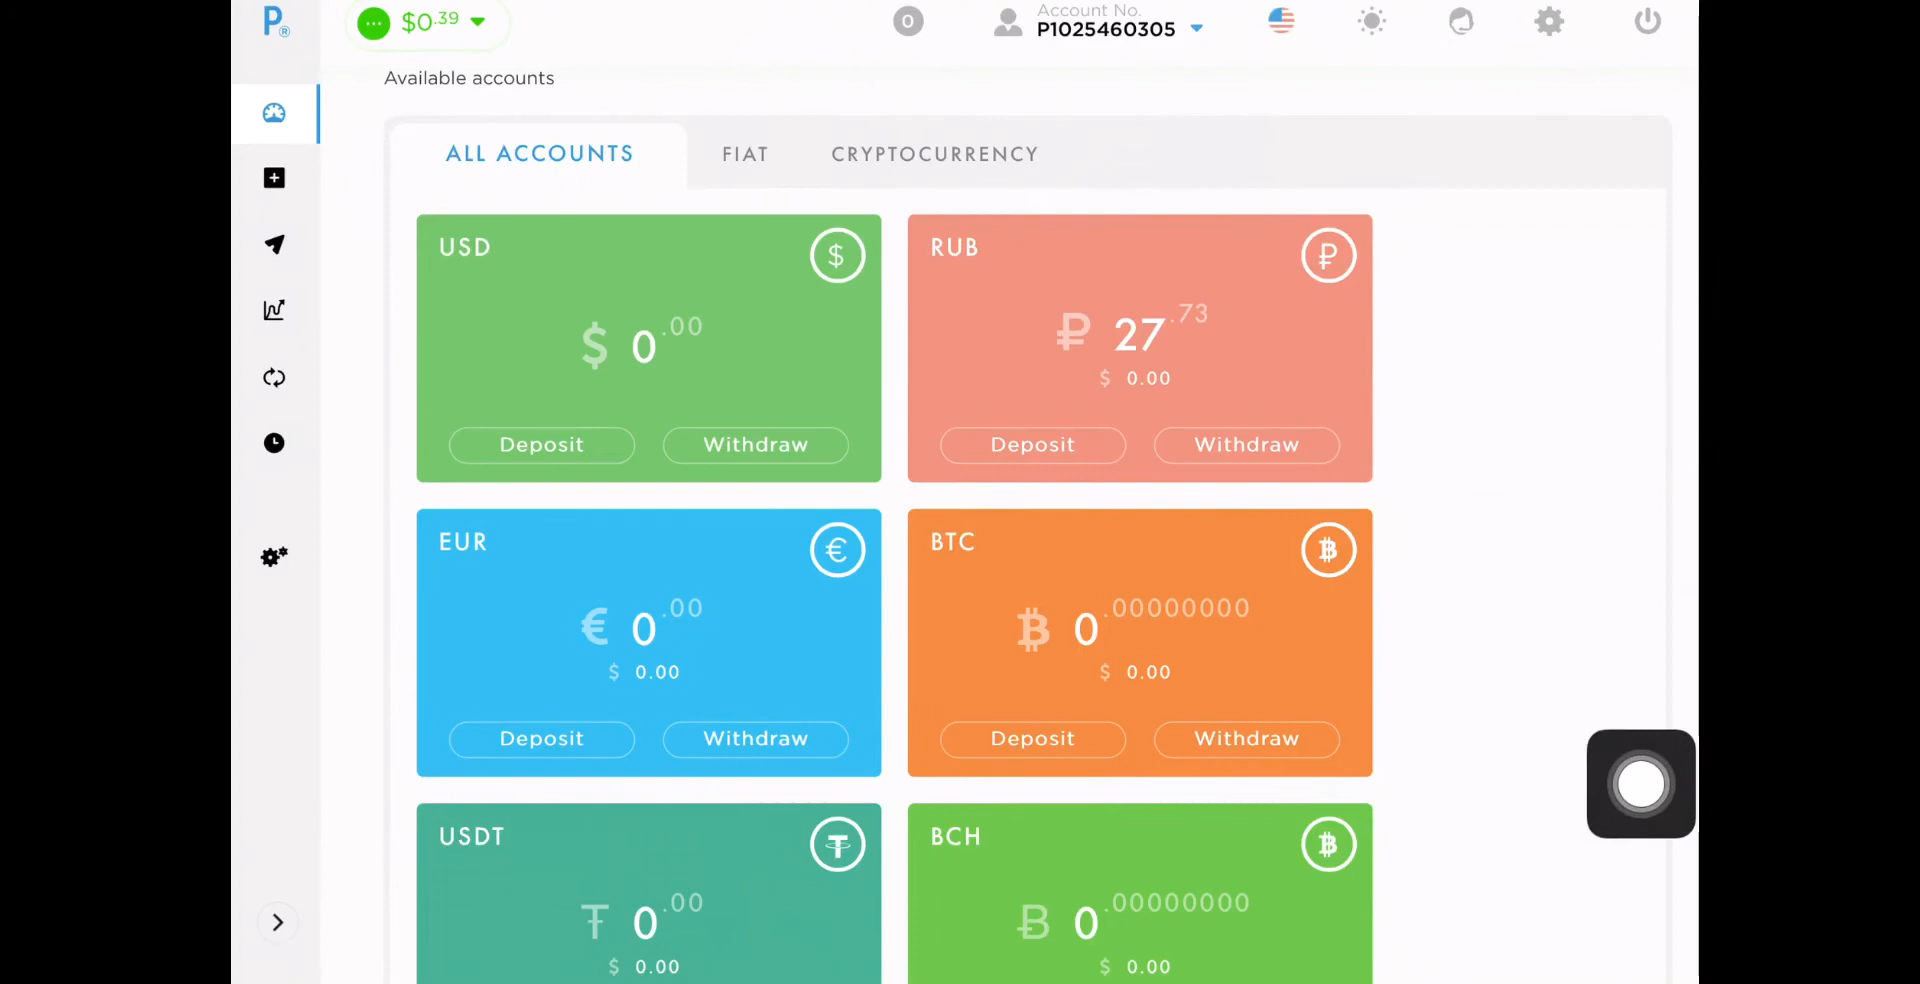 P®
$0.39
0
Account No.
P1025460305
Available accounts
ALL ACCOUNTS
FIAT
CRYPTOCURRENCY
USD
$
$ 0.00
Deposit
Withdraw
RUB
₽
₽ 27.73
$ 0.00
Deposit
Withdraw
EUR
€
€ 0.00
$ 0.00
Deposit
Withdraw
BTC
₿
₿ 0.00000000
$ 0.00
Deposit
Withdraw
USDT
₮
₮ 0.00
$ 0.00
BCH
₿
Ƀ 0.00000000
$ 0.00